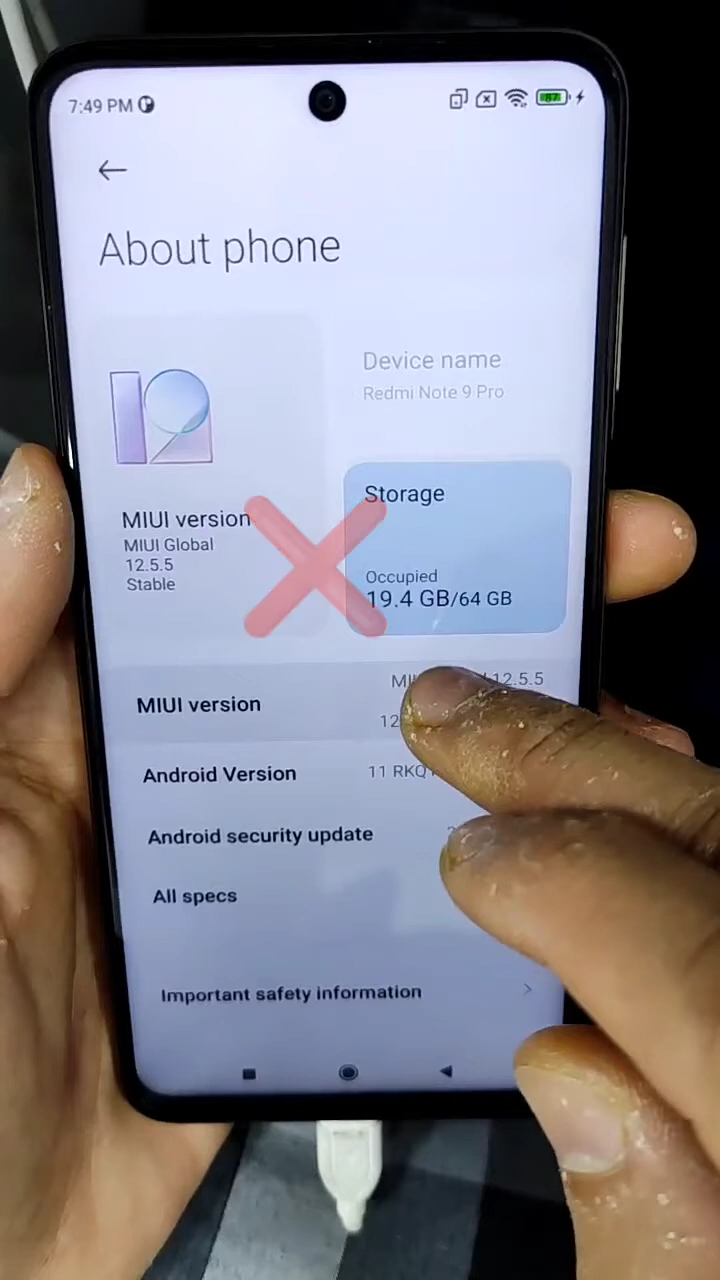 7:49 PM
87
About phone
Device name
Redmi Note 9 Pro
12
Storage
MIUI version
MIUI Global
12.5.5
Stable
Occupied
19.4 GB/64 GB
12.5.5
MIUI version
Android Version
11
Android security update
All specs
Important safety information